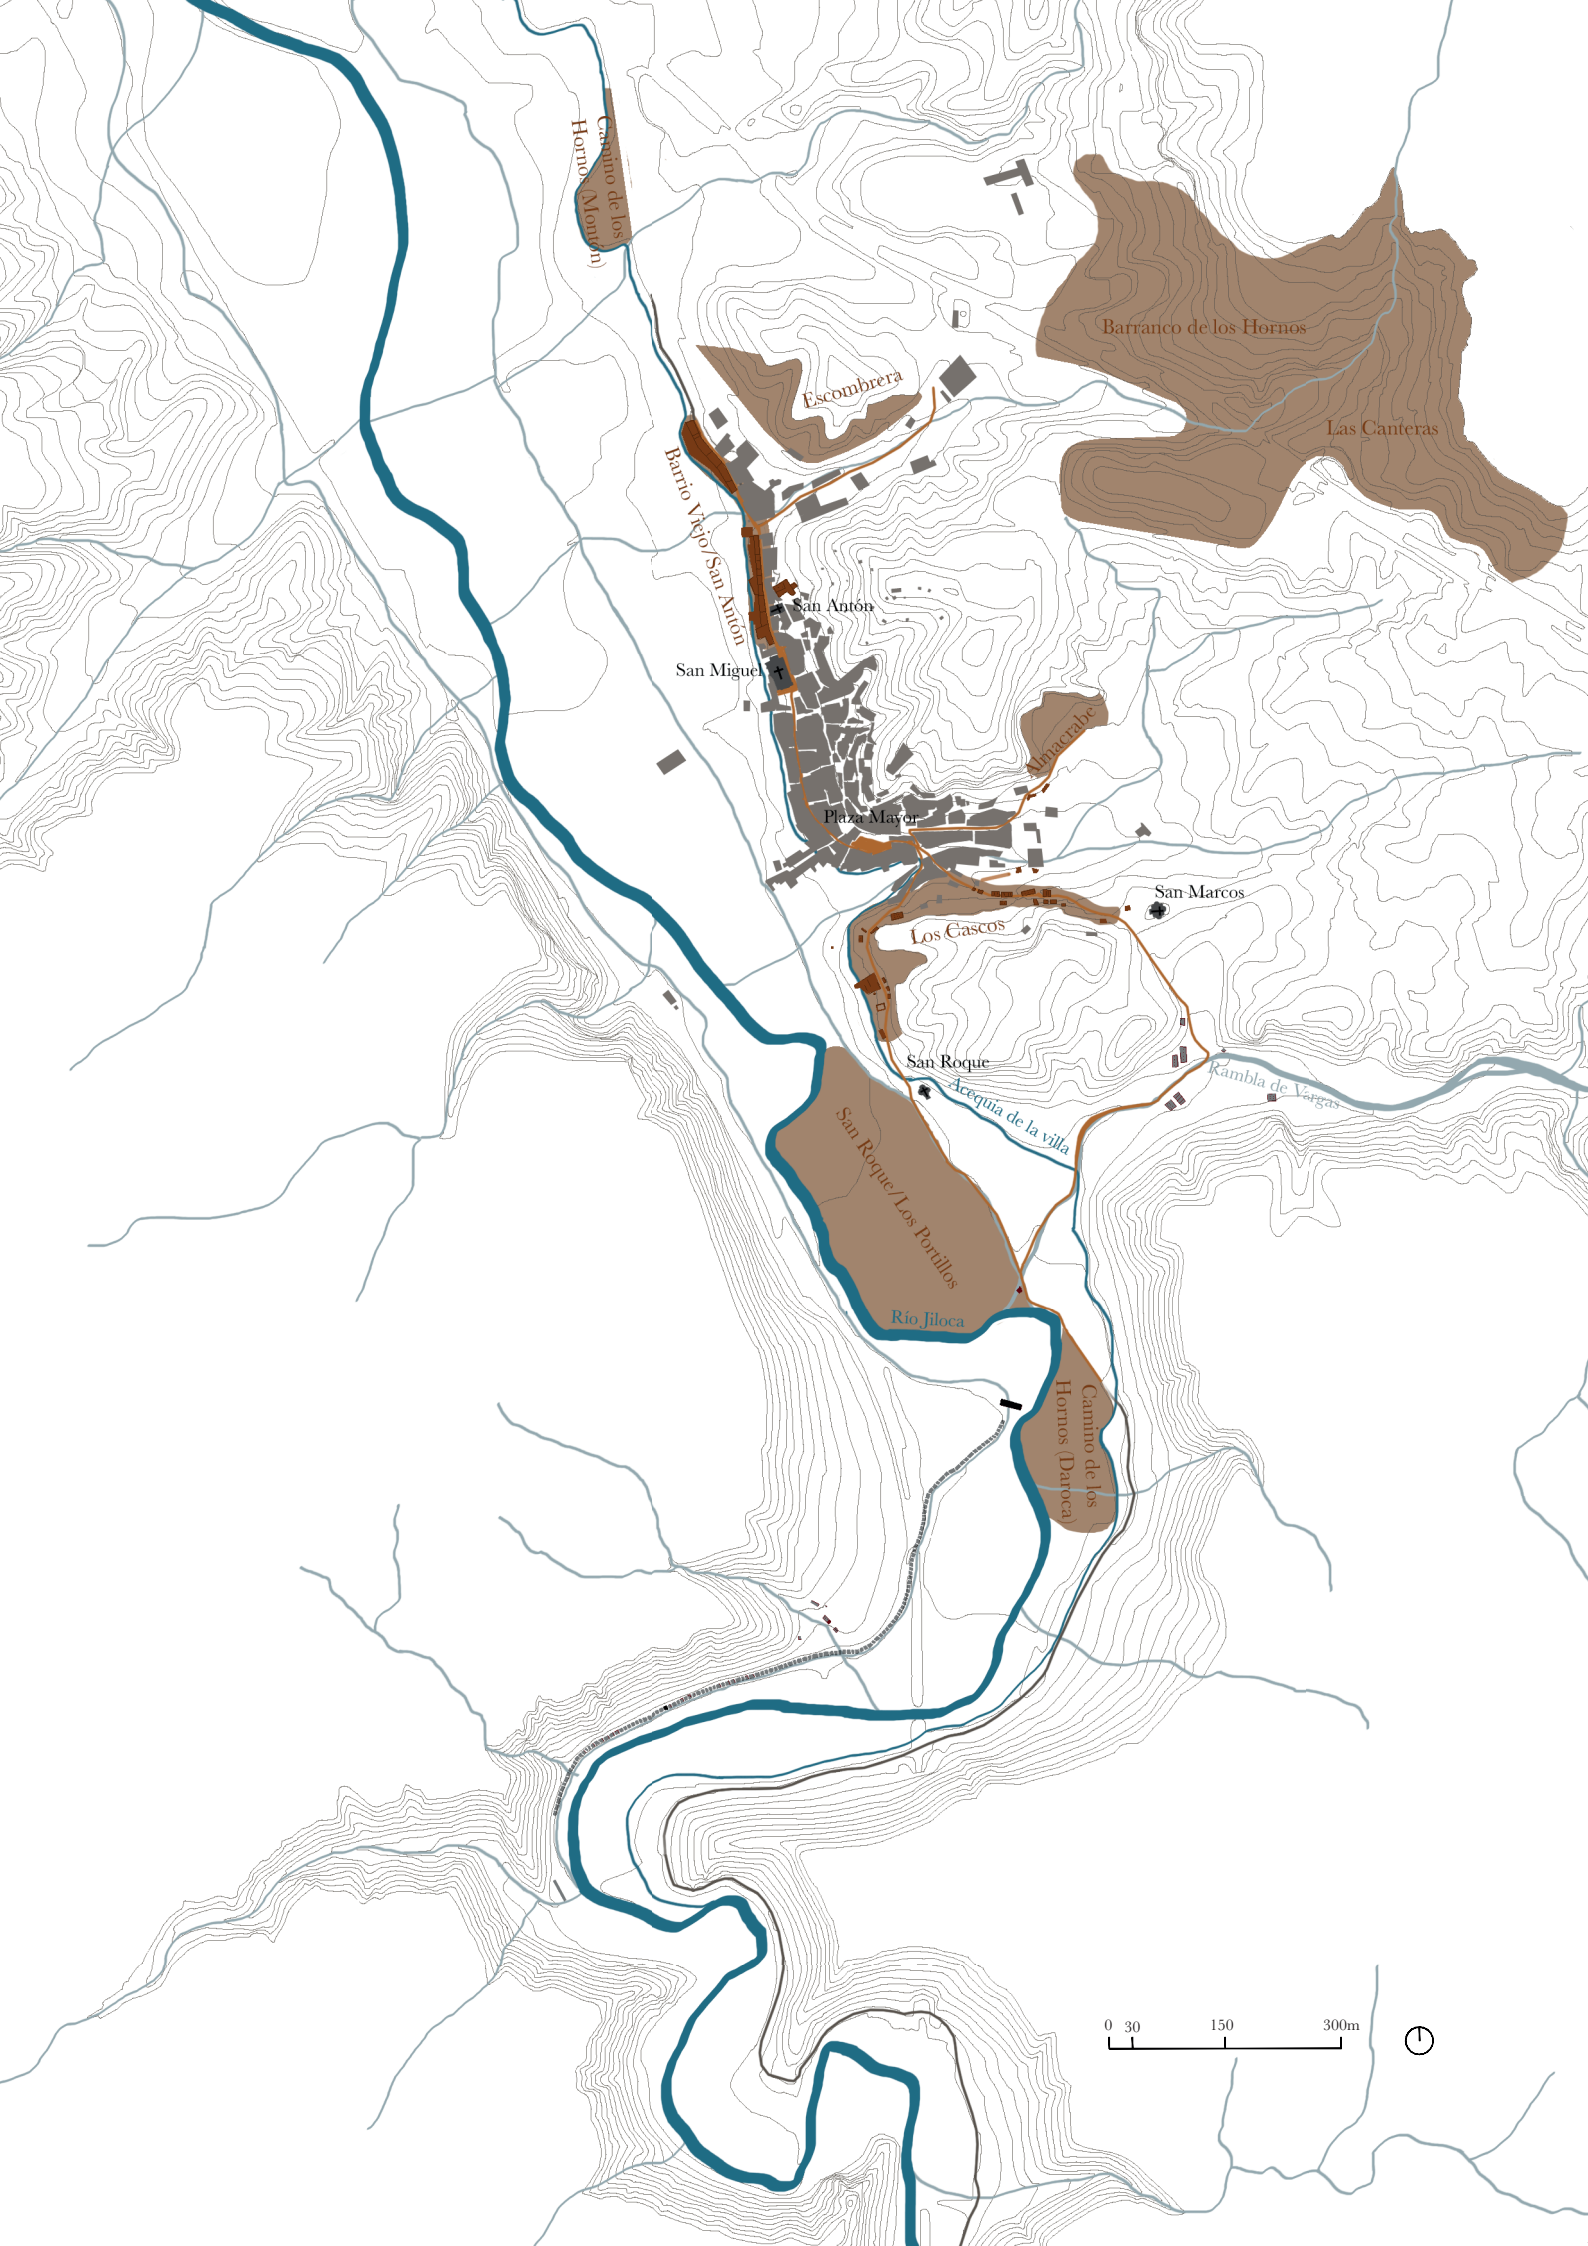 Camino de los
Hornos (Montón)
Barranco de los Hornos
Escombrera
Las Canteras
Barrio Viejo/San Antón
San Antón
San Miguel
Almacrabe
Plaza Mayor
San Marcos
Los Cascos
San Roque
Acequia de la villa
Rambla de Vargas
San Roque/Los Portillos
Río Jiloca
Camino de los
Hornos (Daroca)
0 30 150 300m